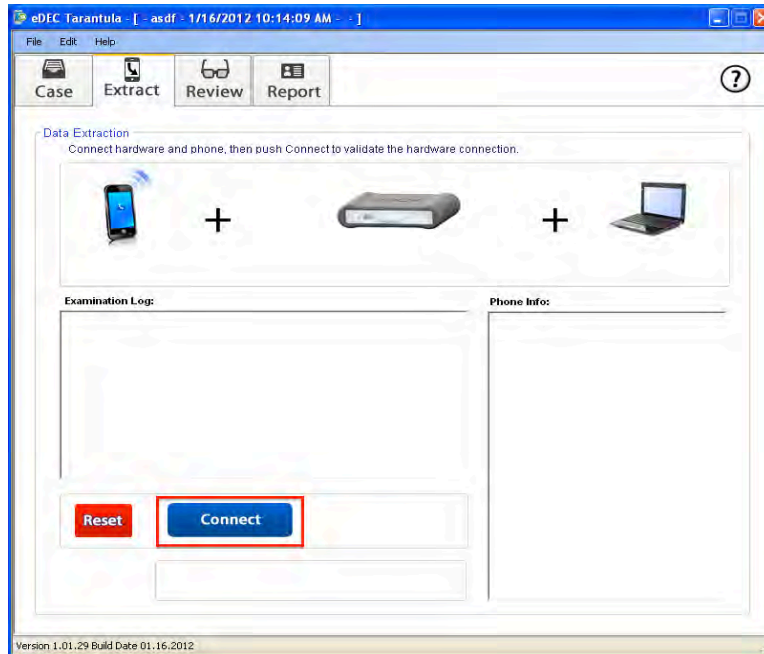 eDEC Tarantula - [ - asdf - 1/16/2012 10:14:09 AM - - ]
File Edit Help
Case Extract Review Report ?
Data Extraction
Connect hardware and phone, then push Connect to validate the hardware connection.
+ +
Examination Log: Phone Info:
Reset Connect
Version 1.01.29 Build Date 01.16.2012